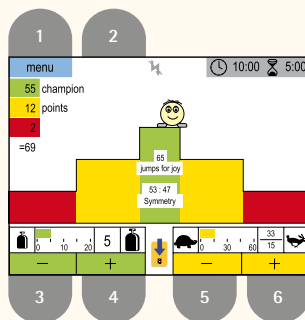 1 2
menu 10:00 5:00
55 champion
12 points
2
=69
65
jumps for joy
53 : 47
Symmetry
0 10 20 5 0 30 60 33
15
− + − +
3 4 5 6